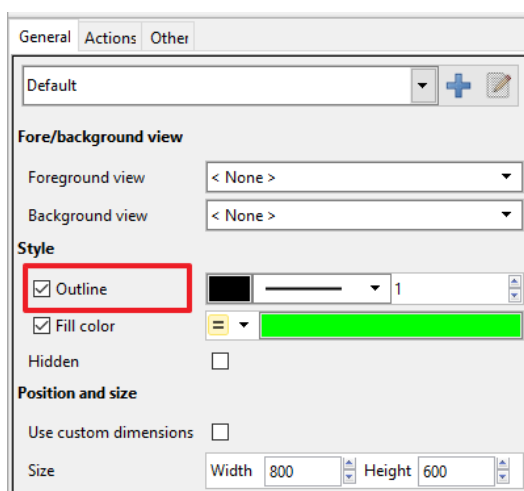 General Actions Other
Default
Fore/background view
Foreground view < None >
Background view < None >
Style
Outline 1
Fill color =
Hidden
Position and size
Use custom dimensions
Size Width 800 Height 600